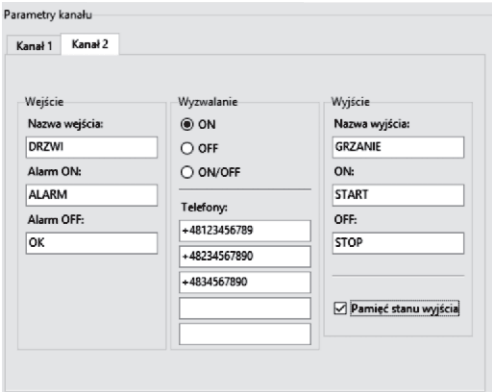 Parametry kanału
Kanał 1 Kanał 2
Wejście
Nazwa wejścia:
DRZWI
Alarm ON:
ALARM
Alarm OFF:
OK
Wyzwalanie
ON
OFF
ON/OFF
Telefony:
+48123456789
+48234567890
+4834567890
Wyjście
Nazwa wyjścia:
GRZANIE
ON:
START
OFF:
STOP
Pamięć stanu wyjścia